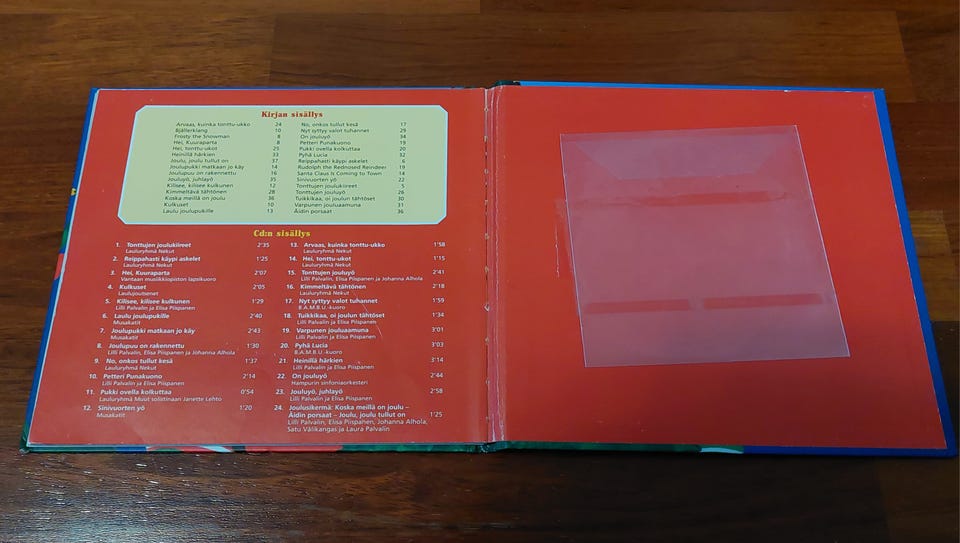 Kirjan sisällys
Arvaas, kuinka tonttu-ukko 24
Bjällerklang 10
Frosty the Snowman 8
Hei, Kuuraparta 8
Hei, tonttu-ukot 25
Heinillä härkien 33
Joulu, joulu tullut on 37
Joulupukki matkaan jo käy 14
Joulupuu on rakennettu 16
Jouluyö, juhlayö 35
Kilisee, kilisee kulkunen 12
Kimmeltävä tähtönen 28
Koska meillä on joulu 36
Kulkuset 10
Laulu joulupukille 13
No, onkos tullut kesä 17
Nyt syttyy valot tuhannet 29
On jouluyö 34
Petteri Punakuono 19
Pukki ovella kolkuttaa 20
Pyhä Lucia 32
Reippahasti käypi askelet 6
Rudolph the Rednosed Reindeer 19
Santa Claus Is Coming to Town 14
Sinivuorten yö 22
Tonttujen joulukiireet 5
Tonttujen jouluyö 26
Tuikkikaa, oi joulun tähtöset 30
Varpunen jouluaamuna 31
Äidin porsaat 36
Cd:n sisällys
1. Tonttujen joulukiireet 2'35
Lauluryhmä Nekut
2. Reippahasti käypi askelet 1'25
Lauluryhmä Nekut
3. Hei, Kuuraparta 2'07
Vantaan musiikkiopiston lapsikuoro
4. Kulkuset 2'05
Laulujoutsenet
5. Kilisee, kilisee kulkunen 1'29
Lilli Palvalin ja Elisa Piispanen
6. Laulu joulupukille 2'40
Musakatit
7. Joulupukki matkaan jo käy 2'43
Musakatit
8. Joulupuu on rakennettu 1'30
Lilli Palvalin, Elisa Piispanen ja Johanna Alhola
9. No, onkos tullut kesä 1'37
Lauluryhmä Nekut
10. Petteri Punakuono 2'14
Lilli Palvalin ja Elisa Piispanen
11. Pukki ovella kolkuttaa 0'54
Lauluryhmä Muut solistinaan Janette Lehto
12. Sinivuorten yö 1'20
Musakatit
13. Arvaas, kuinka tonttu-ukko 1'58
Lauluryhmä Nekut
14. Hei, tonttu-ukot 1'15
Lauluryhmä Nekut
15. Tonttujen jouluyö 2'41
Lilli Palvalin, Elisa Piispanen ja Johanna Alhola
16. Kimmeltävä tähtönen 2'18
Lauluryhmä Nekut
17. Nyt syttyy valot tuhannet 1'59
B.A.M.B.U.-kuoro
18. Tuikkikaa, oi joulun tähtöset 1'34
Lilli Palvalin ja Elisa Piispanen
19. Varpunen jouluaamuna 3'01
Lilli Palvalin ja Elisa Piispanen
20. Pyhä Lucia 3'03
B.A.M.B.U.-kuoro
21. Heinillä härkien 3'14
Lilli Palvalin ja Elisa Piispanen
22. On jouluyö 2'44
Hampurin sinfoniaorkesteri
23. Jouluyö, juhlayö 2'58
Lilli Palvalin ja Elisa Piispanen
24. Joulusikermä: Koska meillä on joulu –
Äidin porsaat – Joulu, joulu tullut on 1'25
Lilli Palvalin, Elisa Piispanen, Johanna Alhola,
Satu Välikangas ja Laura Palvalin